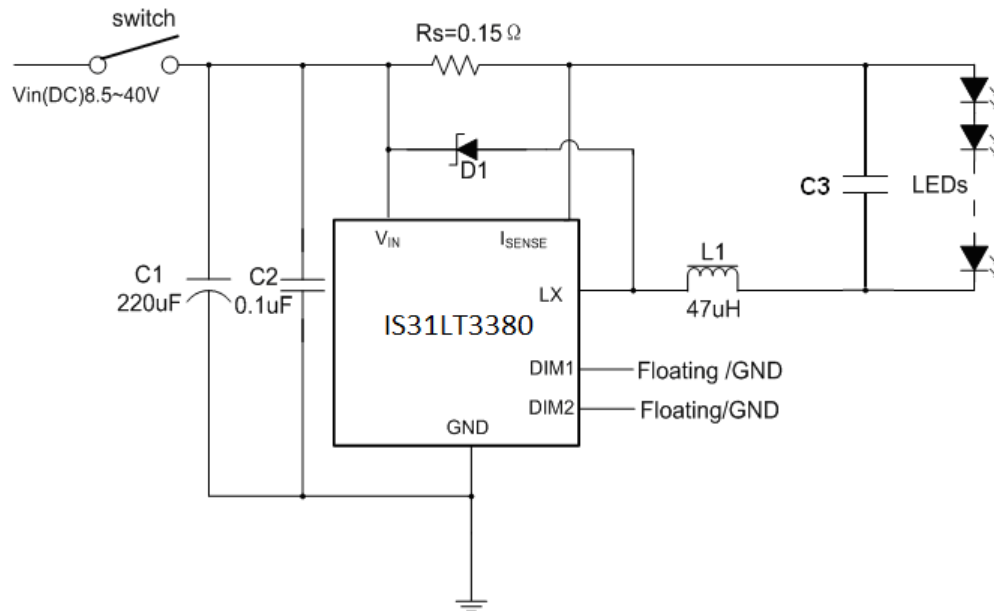 switch
Vin(DC)8.5~40V
Rs=0.15Ω
D1
C3
LEDs
VIN
ISENSE
L1
47uH
C1
220uF
C2
0.1uF
LX
IS31LT3380
DIM1
Floating /GND
DIM2
Floating/GND
GND